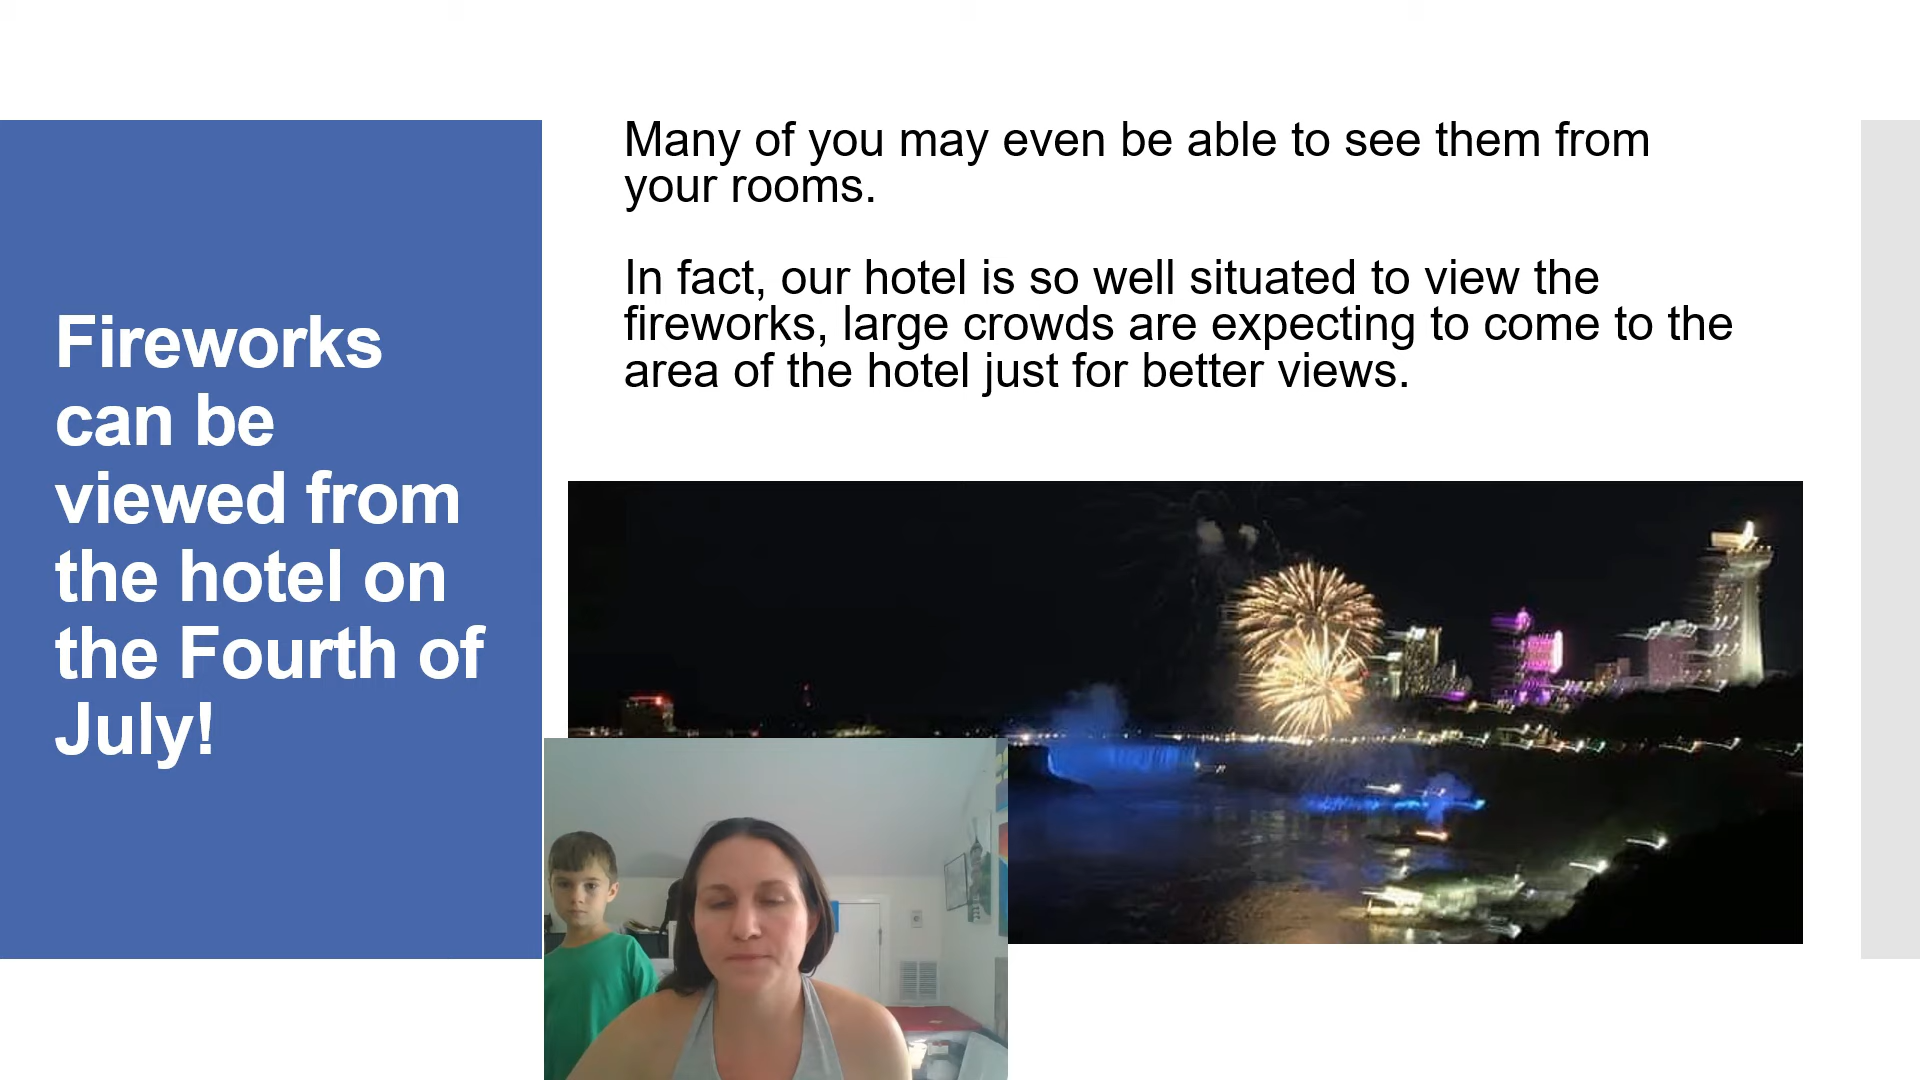 Fireworks
can be
viewed from
the hotel on
the Fourth of
July!
Many of you may even be able to see them from
your rooms.
In fact, our hotel is so well situated to view the
fireworks, large crowds are expecting to come to the
area of the hotel just for better views.